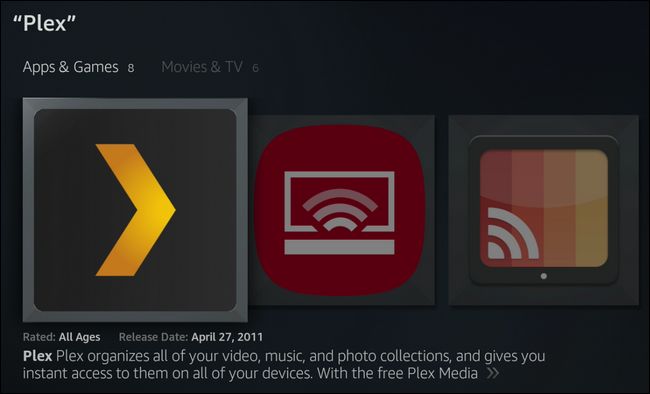 “Plex”
Apps & Games 8 Movies & TV 6
Rated: All Ages Release Date: April 27, 2011
Plex Plex organizes all of your video, music, and photo collections, and gives you
instant access to them on all of your devices. With the free Plex Media »